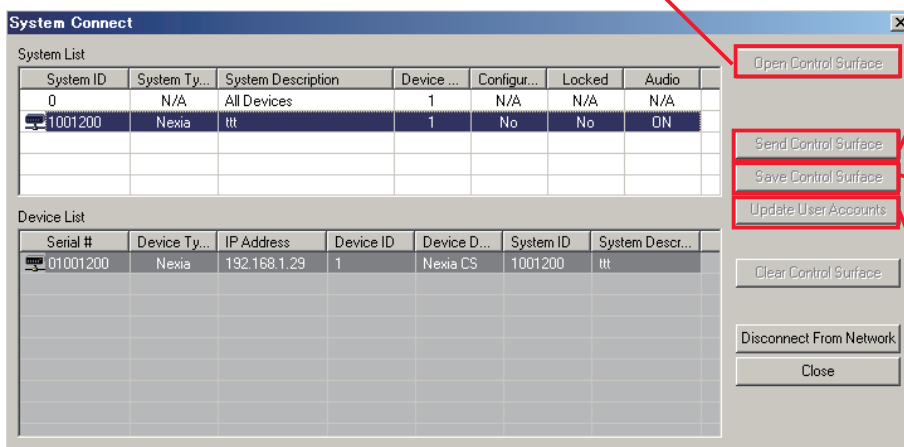 System Connect
System List
System ID System Ty... System Description Device ... Configur... Locked Audio
0 N/A All Devices 1 N/A N/A N/A
1001200 Nexia ttt 1 No No ON
Open Control Surface
Send Control Surface
Save Control Surface
Update User Accounts
Device List
Serial # Device Ty... IP Address Device ID Device D... System ID System Descr...
01001200 Nexia 192.168.1.29 1 Nexia CS 1001200 ttt
Clear Control Surface
Disconnect From Network
Close